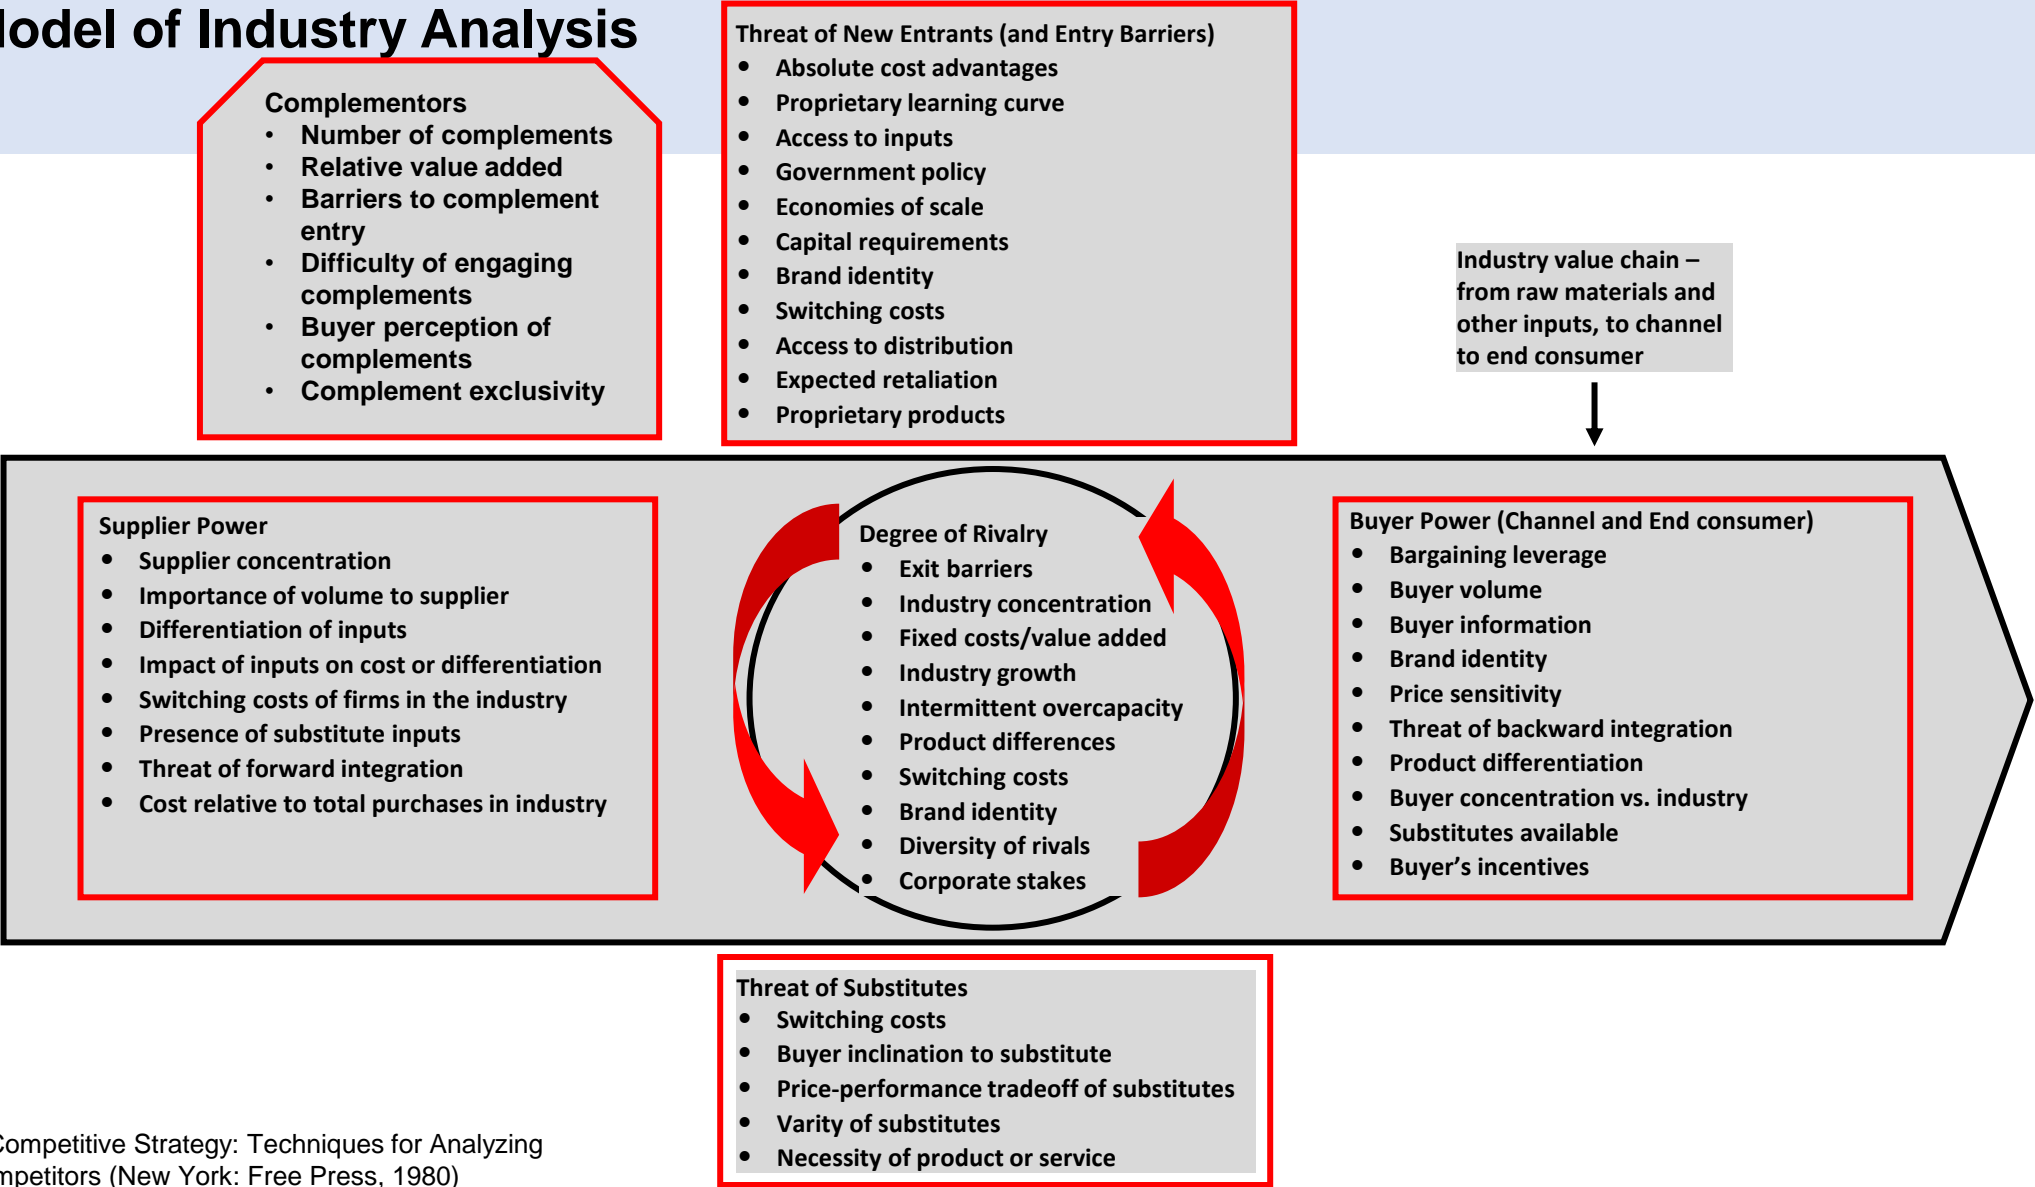 Model of Industry Analysis
Complementors
• Number of complements
• Relative value added
• Barriers to complement
entry
• Difficulty of engaging
complements
• Buyer perception of
complements
• Complement exclusivity
Threat of New Entrants (and Entry Barriers)
• Absolute cost advantages
• Proprietary learning curve
• Access to inputs
• Government policy
• Economies of scale
• Capital requirements
• Brand identity
• Switching costs
• Access to distribution
• Expected retaliation
• Proprietary products
Industry value chain –
from raw materials and
other inputs, to channel
to end consumer
Supplier Power
• Supplier concentration
• Importance of volume to supplier
• Differentiation of inputs
• Impact of inputs on cost or differentiation
• Switching costs of firms in the industry
• Presence of substitute inputs
• Threat of forward integration
• Cost relative to total purchases in industry
Degree of Rivalry
• Exit barriers
• Industry concentration
• Fixed costs/value added
• Industry growth
• Intermittent overcapacity
• Product differences
• Switching costs
• Brand identity
• Diversity of rivals
• Corporate stakes
Buyer Power (Channel and End consumer)
• Bargaining leverage
• Buyer volume
• Buyer information
• Brand identity
• Price sensitivity
• Threat of backward integration
• Product differentiation
• Buyer concentration vs. industry
• Substitutes available
• Buyer’s incentives
Threat of Substitutes
• Switching costs
• Buyer inclination to substitute
• Price-performance tradeoff of substitutes
• Varity of substitutes
• Necessity of product or service
Competitive Strategy: Techniques for Analyzing
mpetitors (New York: Free Press, 1980)